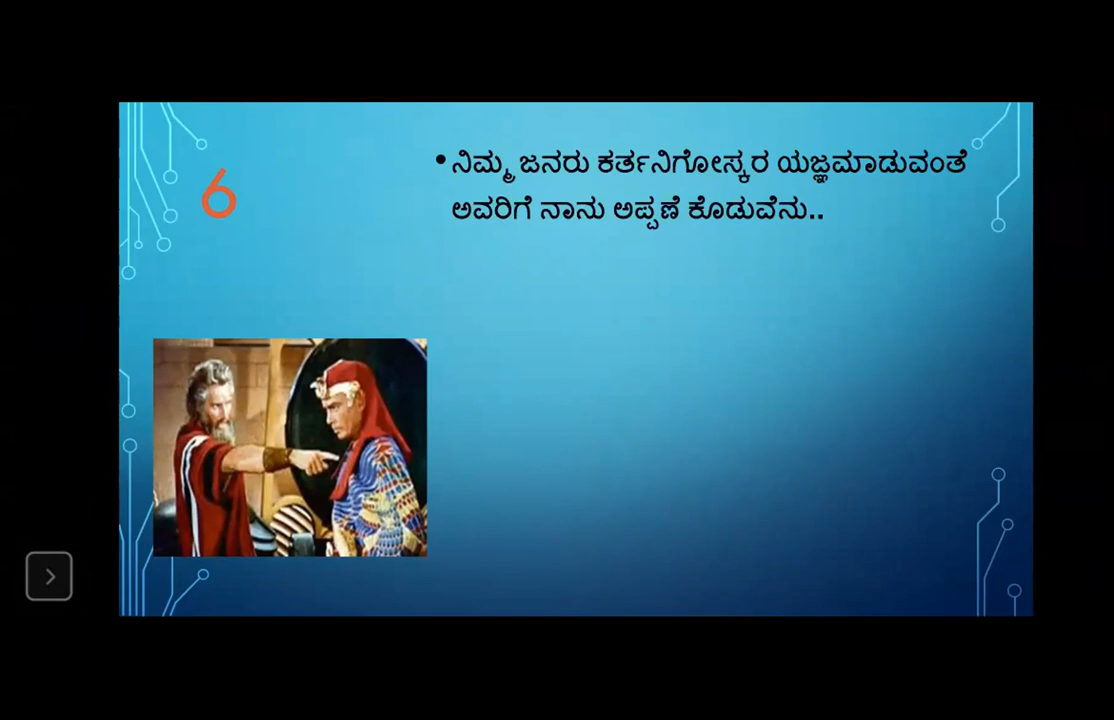 6
• ನಿಮ್ಮ ಜನರು ಕರ್ತನಿಗೋಸ್ಕರ ಯಜ್ಞಮಾಡುವಂತೆ
ಅವರಿಗೆ ನಾನು ಅಪ್ಪಣೆ ಕೊಡುವೆನು..